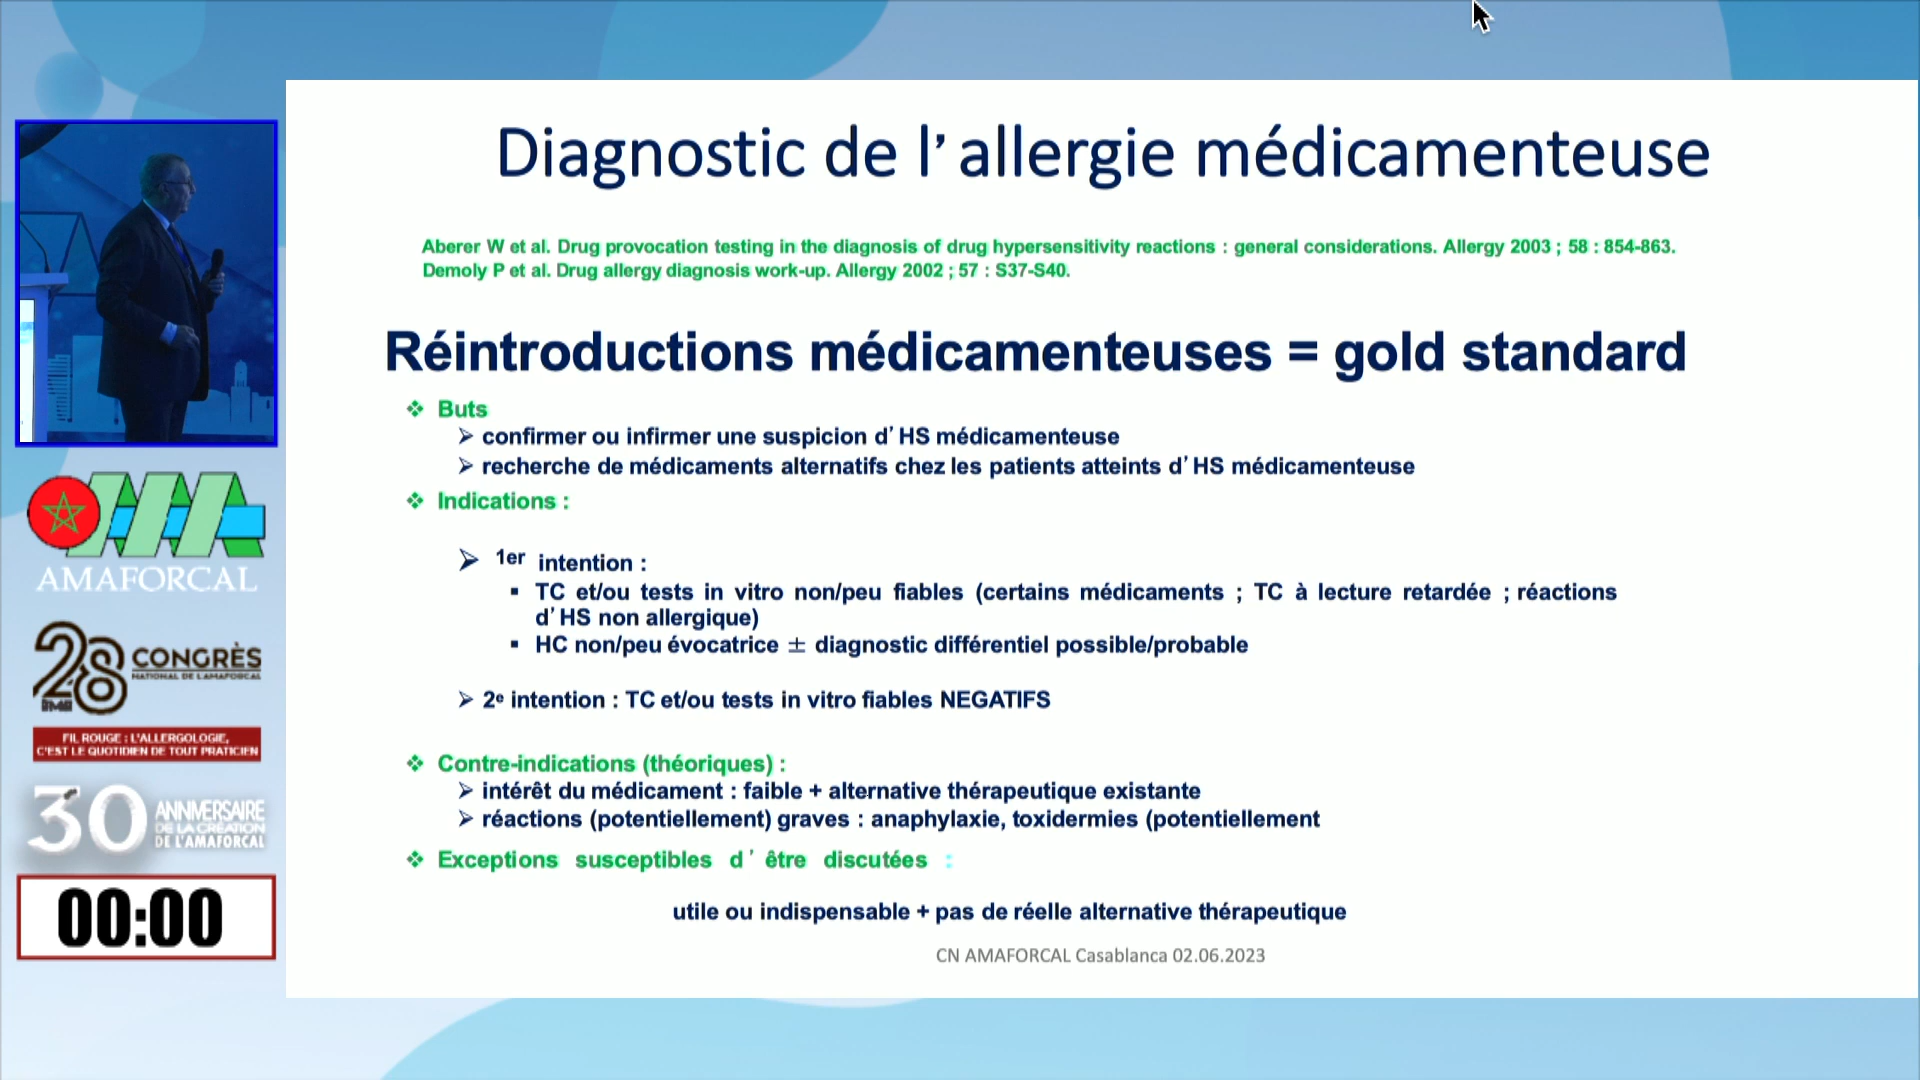 Diagnostic de l’allergie médicamenteuse
Aberer W et al. Drug provocation testing in the diagnosis of drug hypersensitivity reactions : general considerations. Allergy 2003 ; 58 : 854-863.
Demoly P et al. Drug allergy diagnosis work-up. Allergy 2002 ; 57 : S37-S40.
Réintroductions médicamenteuses = gold standard
❖ Buts
➢ confirmer ou infirmer une suspicion d’HS médicamenteuse
➢ recherche de médicaments alternatifs chez les patients atteints d’HS médicamenteuse
❖ Indications :
➢ 1er intention :
▪ TC et/ou tests in vitro non/peu fiables (certains médicaments ; TC à lecture retardée ; réactions
d’HS non allergique)
▪ HC non/peu évocatrice ± diagnostic différentiel possible/probable
➢ 2e intention : TC et/ou tests in vitro fiables NEGATIFS
❖ Contre-indications (théoriques) :
➢ intérêt du médicament : faible + alternative thérapeutique existante
➢ réactions (potentiellement) graves : anaphylaxie, toxidermies (potentiellement
❖ Exceptions susceptibles d’être discutées :
utile ou indispensable + pas de réelle alternative thérapeutique
CN AMAFORCAL Casablanca 02.06.2023
AMAFORCAL
28 CONGRÈS
NATIONAL DE L'AMAFORCAL
FIL ROUGE : L'ALLERGOLOGIE,
C'EST LE QUOTIDIEN DE TOUT PRATICIEN
30 ANNIVERSAIRE
DE LA CRÉATION
DE L'AMAFORCAL
00:00